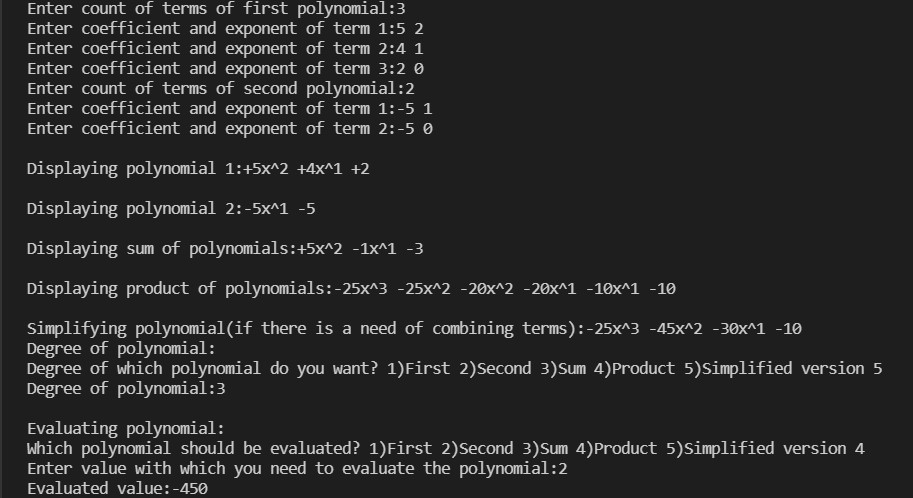 Enter count of terms of first polynomial:3
Enter coefficient and exponent of term 1:5 2
Enter coefficient and exponent of term 2:4 1
Enter coefficient and exponent of term 3:2 0
Enter count of terms of second polynomial:2
Enter coefficient and exponent of term 1:-5 1
Enter coefficient and exponent of term 2:-5 0
Displaying polynomial 1:+5x^2 +4x^1 +2
Displaying polynomial 2:-5x^1 -5
Displaying sum of polynomials:+5x^2 -1x^1 -3
Displaying product of polynomials:-25x^3 -25x^2 -20x^2 -20x^1 -10x^1 -10
Simplifying polynomial(if there is a need of combining terms):-25x^3 -45x^2 -30x^1 -10
Degree of polynomial:
Degree of which polynomial do you want? 1)First 2)Second 3)Sum 4)Product 5)Simplified version 5
Degree of polynomial:3
Evaluating polynomial:
Which polynomial should be evaluated? 1)First 2)Second 3)Sum 4)Product 5)Simplified version 4
Enter value with which you need to evaluate the polynomial:2
Evaluated value:-450